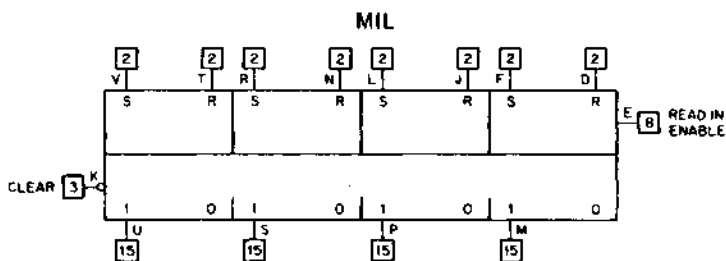 MIL
2 2 2 2 2 2 2 2
V T R N L J F D
S R S R S R S R
E 8 READ IN
ENABLE
K
CLEAR 3
1 0 1 0 1 0 1 0
U S P M
15 15 15 15